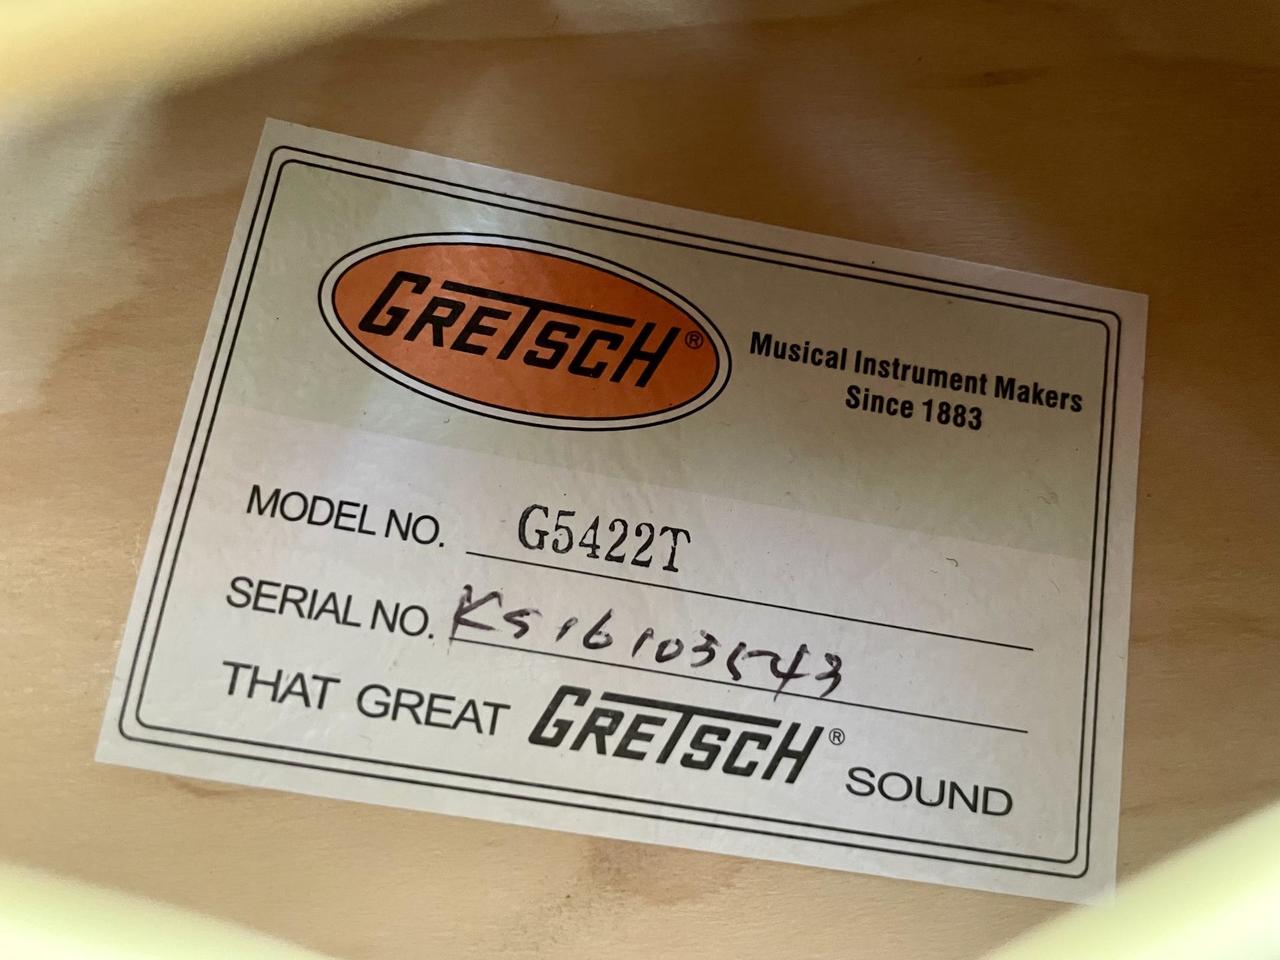 GRETSCH®
Musical Instrument Makers
Since 1883
MODEL NO. G5422T
SERIAL NO. KS16103543
THAT GREAT GRETSCH® SOUND